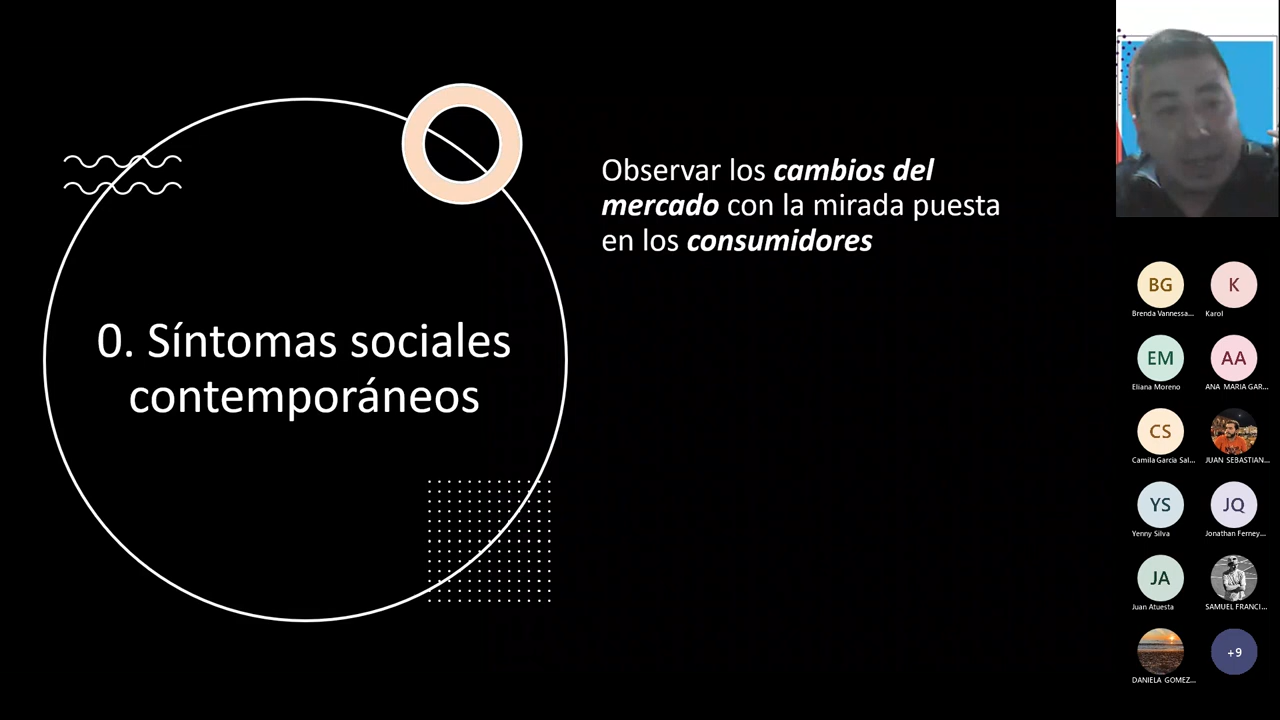 0. Síntomas sociales
contemporáneos
Observar los cambios del
mercado con la mirada puesta
en los consumidores
BG
Brenda Vannessa...
K
Karol
EM
Eliana Moreno
AA
ANA MARIA GAR...
CS
Camila Garcia Sal...
JUAN SEBASTIAN...
YS
Yenny Silva
JQ
Jonathan Ferney...
JA
Juan Atuesta
SAMUEL FRANCI...
DANIELA GOMEZ...
+9